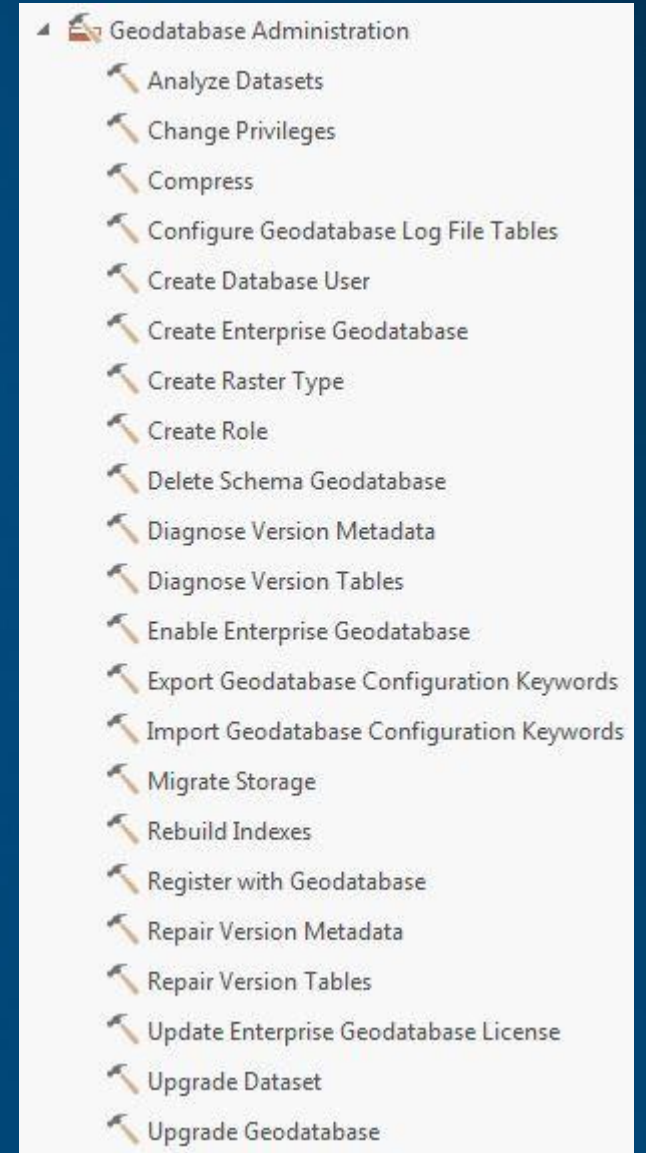 Geodatabase Administration
Analyze Datasets
Change Privileges
Compress
Configure Geodatabase Log File Tables
Create Database User
Create Enterprise Geodatabase
Create Raster Type
Create Role
Delete Schema Geodatabase
Diagnose Version Metadata
Diagnose Version Tables
Enable Enterprise Geodatabase
Export Geodatabase Configuration Keywords
Import Geodatabase Configuration Keywords
Migrate Storage
Rebuild Indexes
Register with Geodatabase
Repair Version Metadata
Repair Version Tables
Update Enterprise Geodatabase License
Upgrade Dataset
Upgrade Geodatabase